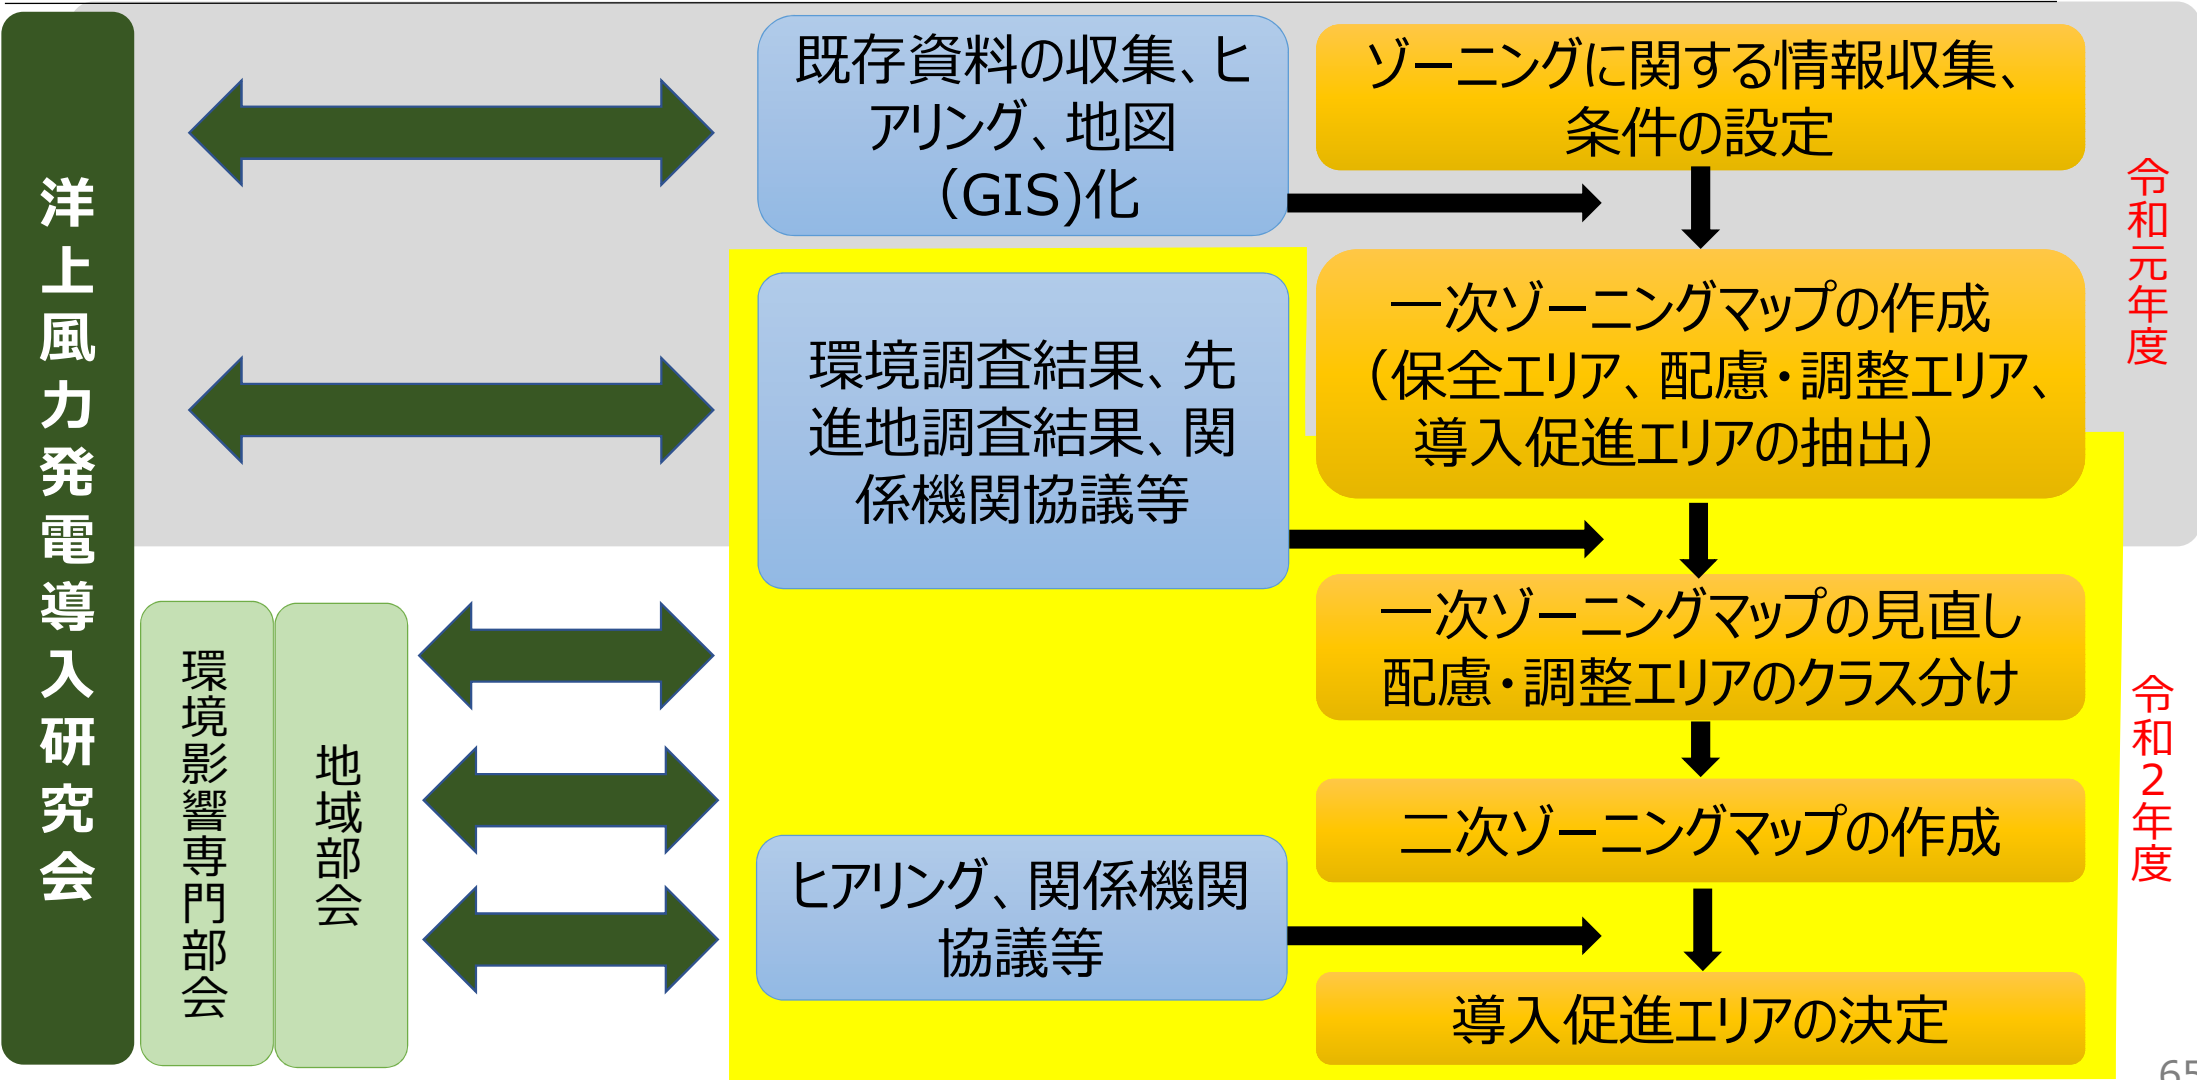 洋上風力発電導入研究会
既存資料の収集、ヒ
アリング、地図
（GIS)化
ゾーニングに関する情報収集、
条件の設定
令和元年度
環境調査結果、先
進地調査結果、関
係機関協議等
一次ゾーニングマップの作成
（保全エリア、配慮・調整エリア、
導入促進エリアの抽出）
一次ゾーニングマップの見直し
配慮・調整エリアのクラス分け
環境影響専門部会
地域部会
令和２年度
二次ゾーニングマップの作成
ヒアリング、関係機関
協議等
導入促進エリアの決定
65